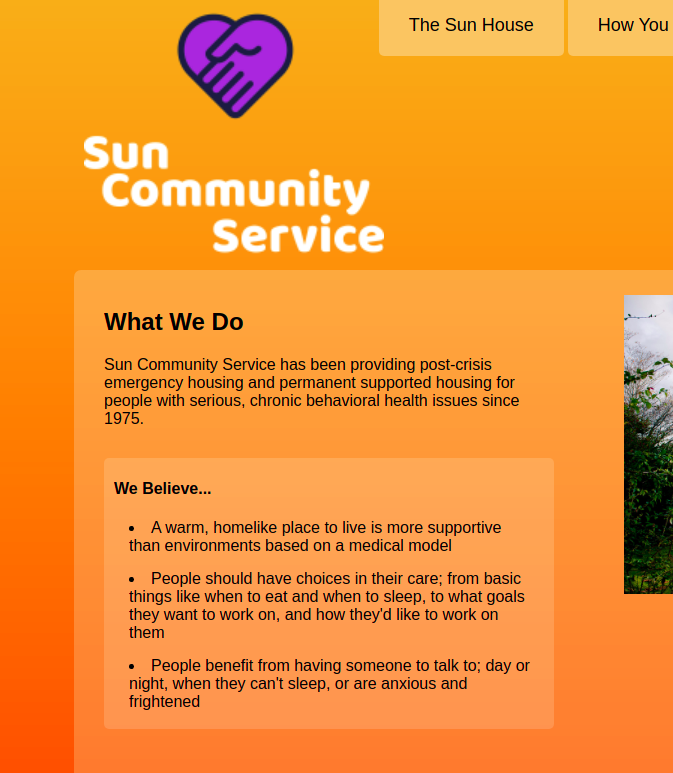 The Sun House
How You
Sun
Community
Service
What We Do
Sun Community Service has been providing post-crisis
emergency housing and permanent supported housing for
people with serious, chronic behavioral health issues since
1975.
We Believe...
• A warm, homelike place to live is more supportive
than environments based on a medical model
• People should have choices in their care; from basic
things like when to eat and when to sleep, to what goals
they want to work on, and how they'd like to work on
them
• People benefit from having someone to talk to; day or
night, when they can't sleep, or are anxious and
frightened